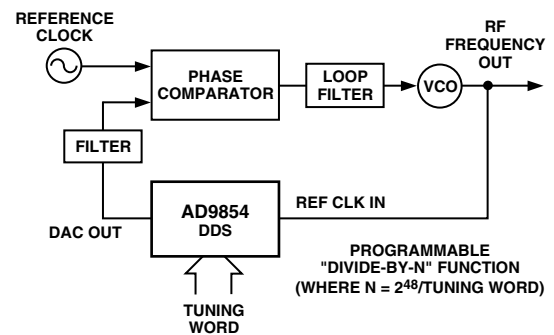 REFERENCE
CLOCK
RF
FREQUENCY
OUT
PHASE
COMPARATOR
LOOP
FILTER
VCO
FILTER
AD9854
DDS
REF CLK IN
DAC OUT
PROGRAMMABLE
"DIVIDE-BY-N" FUNCTION
(WHERE N = 2⁴⁸/TUNING WORD)
TUNING
WORD